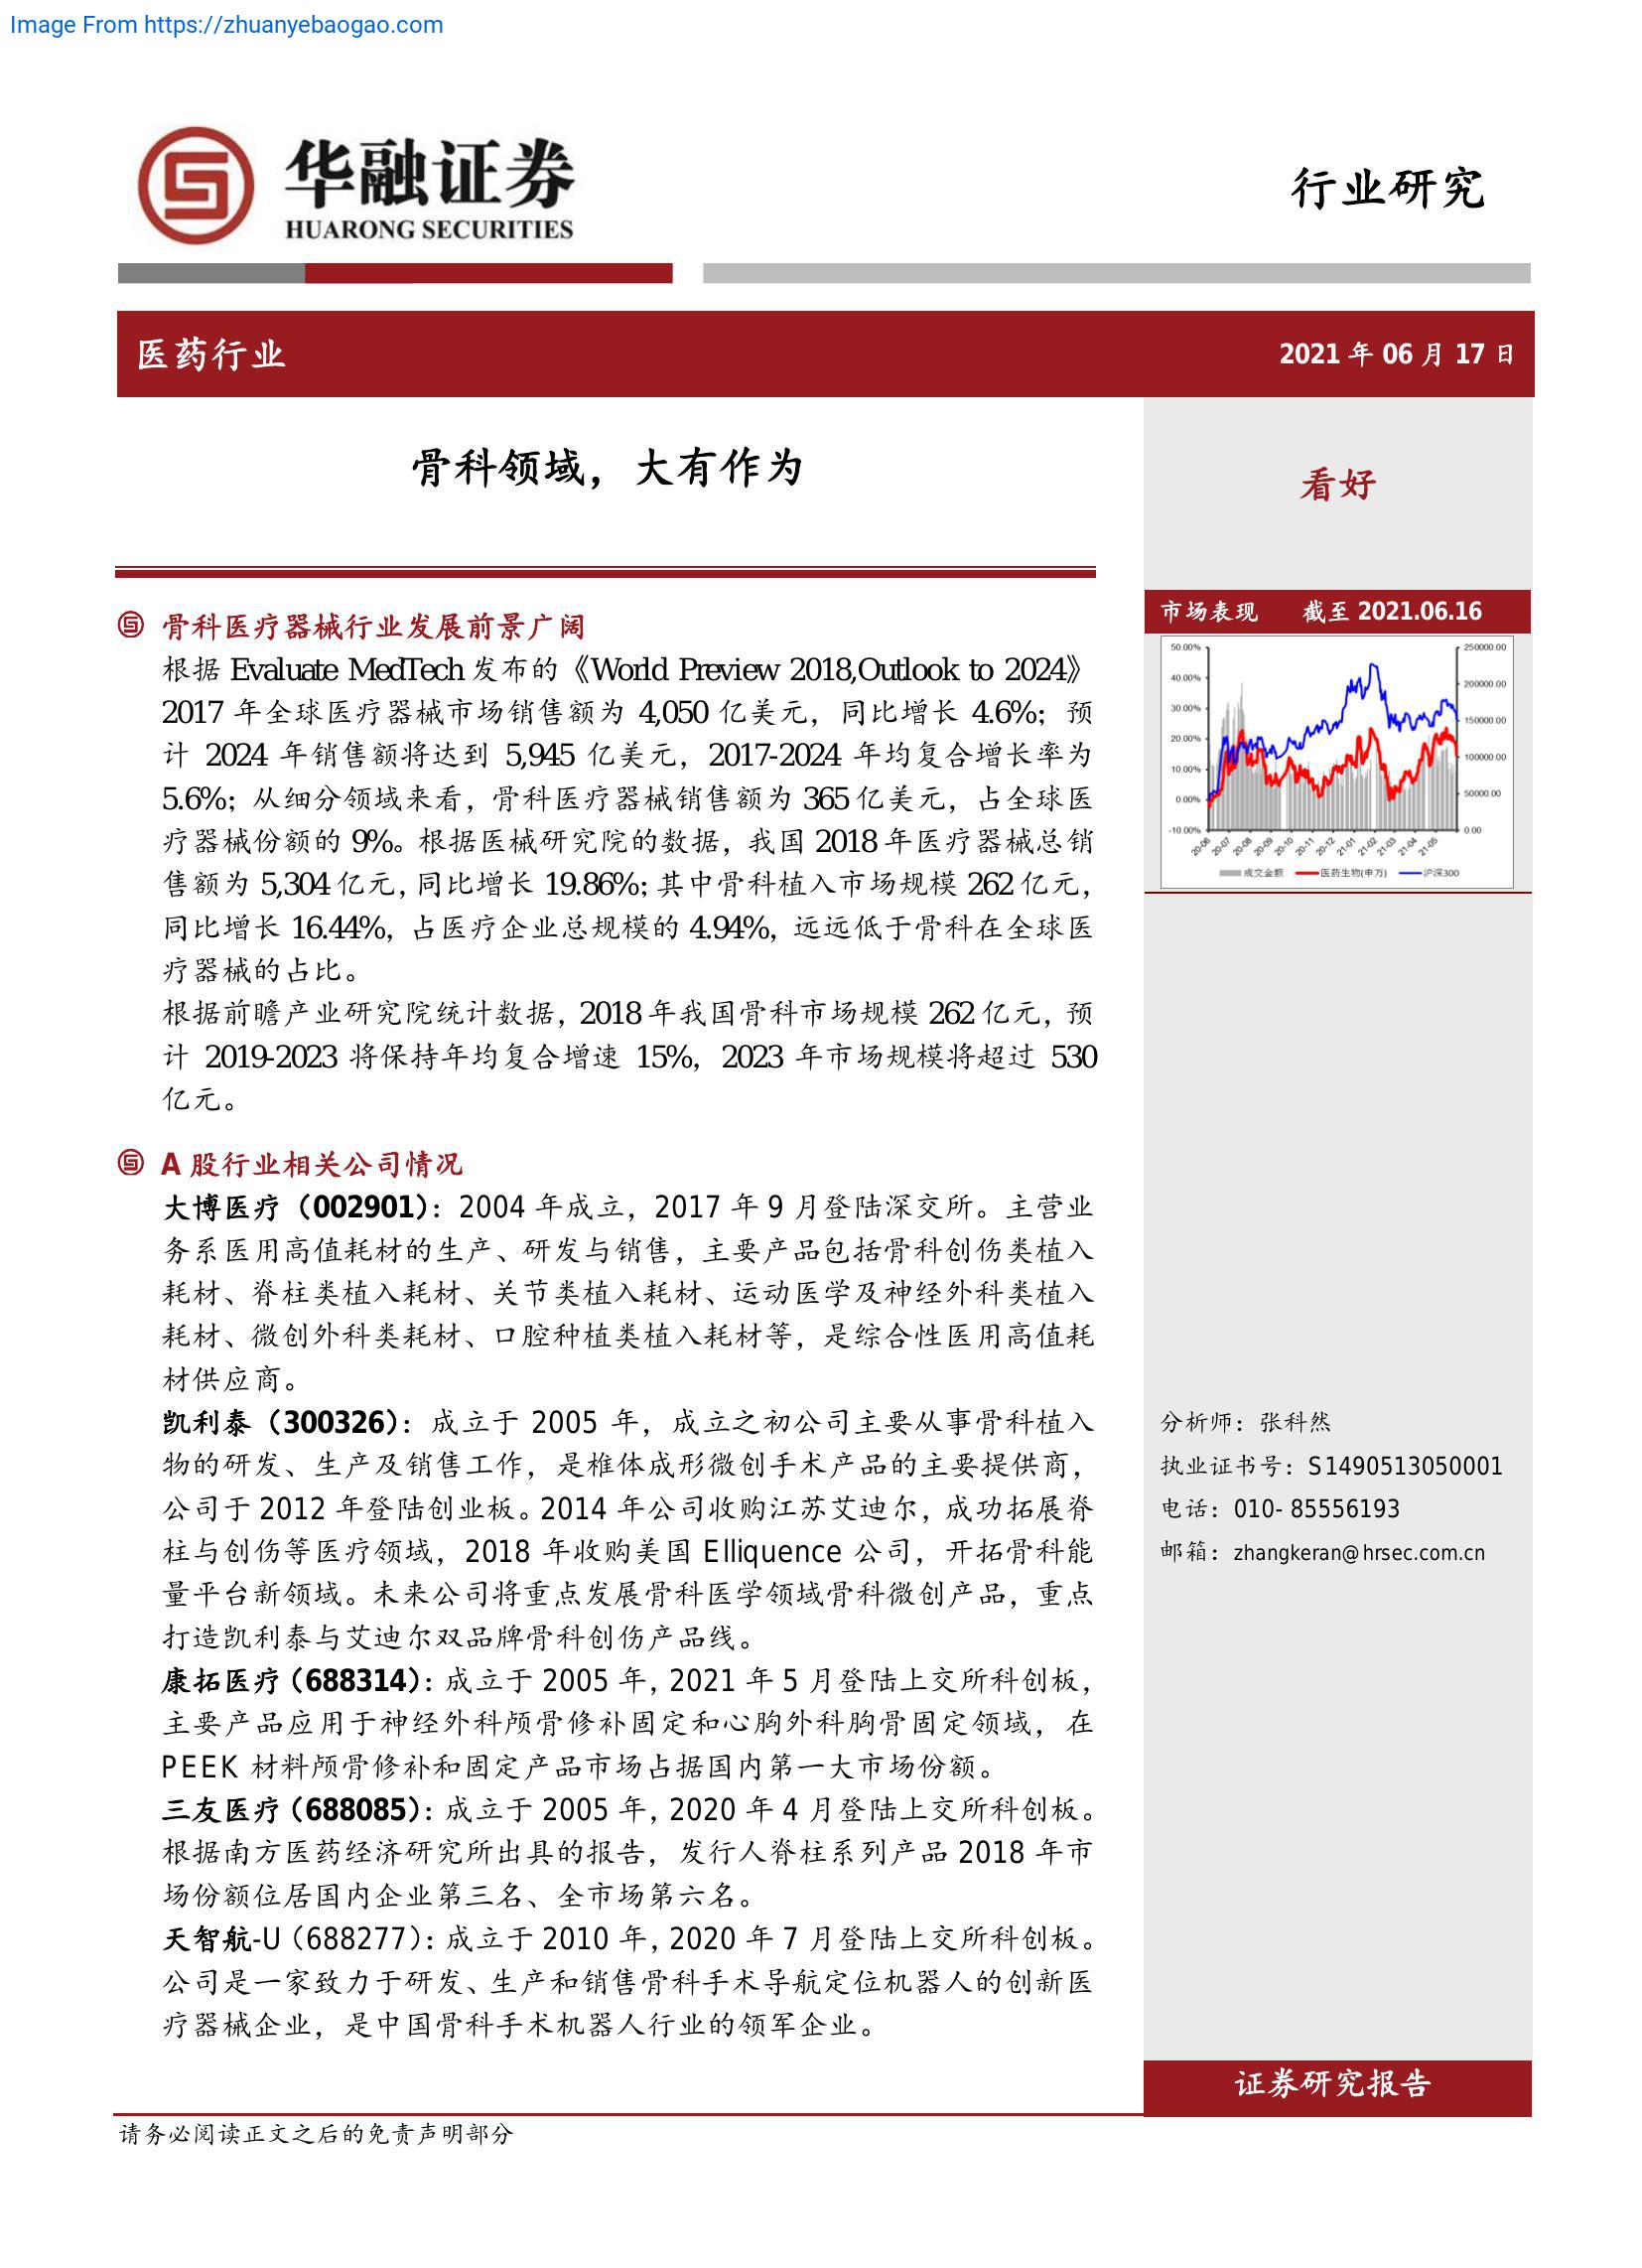 Image From https://zhuanyebaogao.com
华融证券
HUARONG SECURITIES
行业研究
医药行业
2021 年 06 月 17 日
骨科领域，大有作为
看好
骨科医疗器械行业发展前景广阔
根据 Evaluate MedTech 发布的《World Preview 2018,Outlook to 2024》
2017 年全球医疗器械市场销售额为 4,050 亿美元，同比增长 4.6%；预
计 2024 年销售额将达到 5,945 亿美元，2017-2024 年均复合增长率为
5.6%；从细分领域来看，骨科医疗器械销售额为 365 亿美元，占全球医
疗器械份额的 9%。根据医械研究院的数据，我国 2018 年医疗器械总销
售额为 5,304 亿元，同比增长 19.86%；其中骨科植入市场规模 262 亿元，
同比增长 16.44%，占医疗企业总规模的 4.94%，远远低于骨科在全球医
疗器械的占比。
根据前瞻产业研究院统计数据，2018 年我国骨科市场规模 262 亿元，预
计 2019-2023 将保持年均复合增速 15%，2023 年市场规模将超过 530
亿元。
A 股行业相关公司情况
大博医疗（002901）：2004 年成立，2017 年 9 月登陆深交所。主营业
务系医用高值耗材的生产、研发与销售，主要产品包括骨科创伤类植入
耗材、脊柱类植入耗材、关节类植入耗材、运动医学及神经外科类植入
耗材、微创外科类耗材、口腔种植类植入耗材等，是综合性医用高值耗
材供应商。
凯利泰（300326）：成立于 2005 年，成立之初公司主要从事骨科植入
物的研发、生产及销售工作，是椎体成形微创手术产品的主要提供商，
公司于 2012 年登陆创业板。2014 年公司收购江苏艾迪尔，成功拓展脊
柱与创伤等医疗领域，2018 年收购美国 Elliquence 公司，开拓骨科能
量平台新领域。未来公司将重点发展骨科医学领域骨科微创产品，重点
打造凯利泰与艾迪尔双品牌骨科创伤产品线。
康拓医疗（688314）：成立于 2005 年，2021 年 5 月登陆上交所科创板，
主要产品应用于神经外科颅骨修补固定和心胸外科胸骨固定领域，在
PEEK 材料颅骨修补和固定产品市场占据国内第一大市场份额。
三友医疗（688085）：成立于 2005 年，2020 年 4 月登陆上交所科创板。
根据南方医药经济研究所出具的报告，发行人脊柱系列产品 2018 年市
场份额位居国内企业第三名、全市场第六名。
天智航-U（688277）：成立于 2010 年，2020 年 7 月登陆上交所科创板。
公司是一家致力于研发、生产和销售骨科手术导航定位机器人的创新医
疗器械企业，是中国骨科手术机器人行业的领军企业。
市场表现 截至 2021.06.16
50.00%
40.00%
30.00%
20.00%
10.00%
0.00%
-10.00%
250000.00
200000.00
150000.00
100000.00
50000.00
0.00
20-06 20-07 20-08 20-09 20-10 20-11 20-12 21-01 21-02 21-03 21-04 21-05
成交金额 医药生物(申万) 沪深300
分析师：张科然
执业证书号：S1490513050001
电话：010- 85556193
邮箱：zhangkeran@hrsec.com.cn
证券研究报告
请务必阅读正文之后的免责声明部分